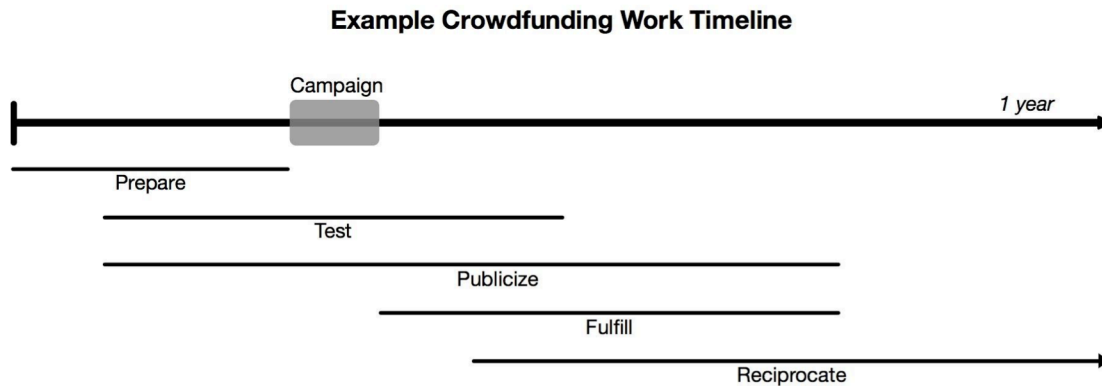 Example Crowdfunding Work Timeline
Campaign
1 year
Prepare
Test
Publicize
Fulfill
Reciprocate